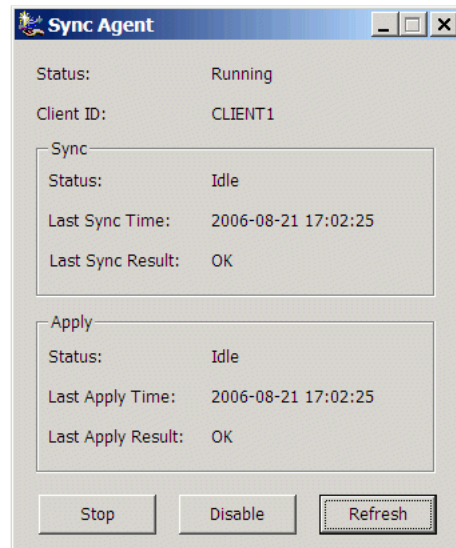 Sync Agent
Status: Running
Client ID: CLIENT1
Sync
Status: Idle
Last Sync Time: 2006-08-21 17:02:25
Last Sync Result: OK
Apply
Status: Idle
Last Apply Time: 2006-08-21 17:02:25
Last Apply Result: OK
Stop Disable Refresh